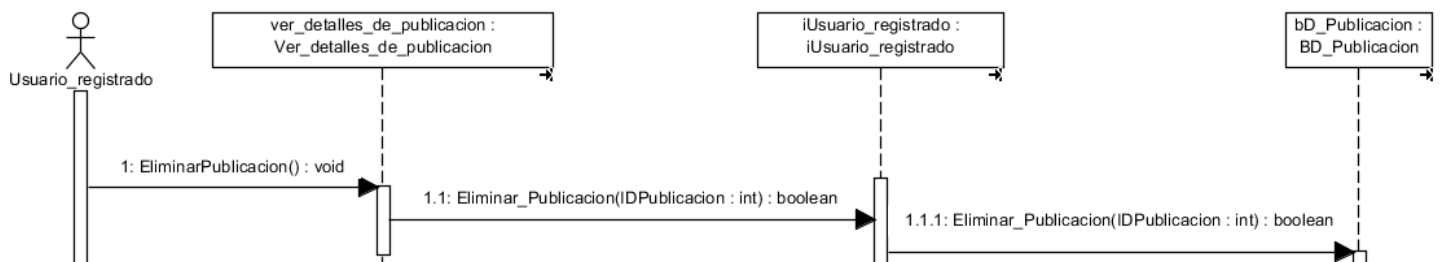 ver_detalles_de_publicacion :
Ver_detalles_de_publicacion
iUsuario_registrado :
iUsuario_registrado
bD_Publicacion :
BD_Publicacion
Usuario_registrado
1: EliminarPublicacion() : void
1.1: Eliminar_Publicacion(IDPublicacion : int) : boolean
1.1.1: Eliminar_Publicacion(IDPublicacion : int) : boolean